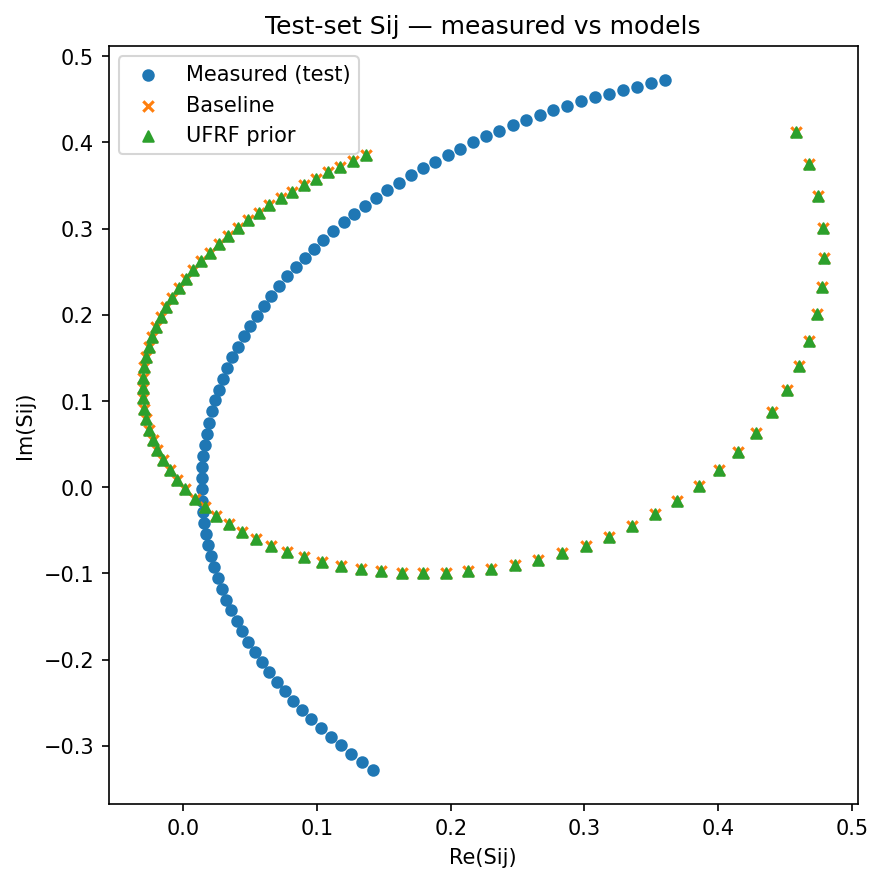 Test-set Sij — measured vs models
Measured (test)
Baseline
UFRF prior
0.5
0.4
0.3
0.2
0.1
0.0
−0.1
−0.2
−0.3
Im(Sij)
0.0 0.1 0.2 0.3 0.4 0.5
Re(Sij)